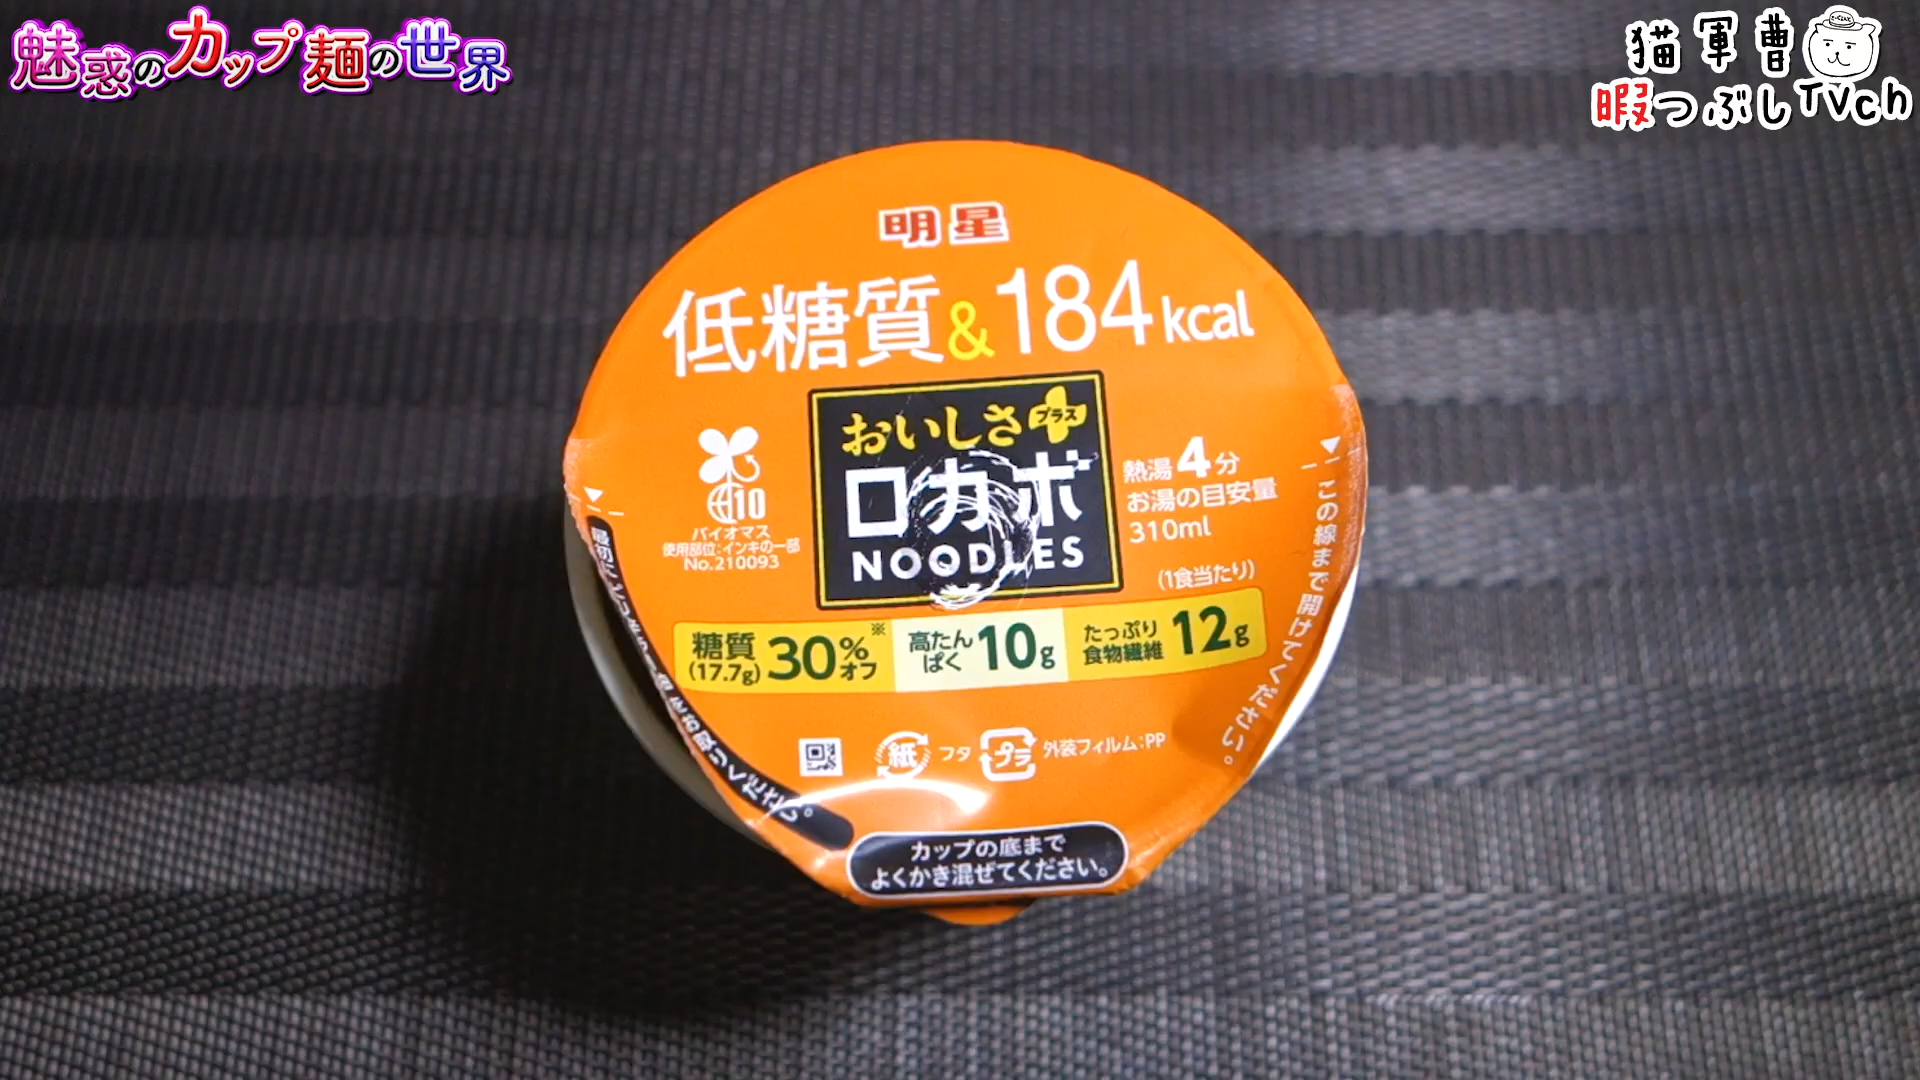 魅惑のカップ麺の世界
猫軍曹
暇つぶしTVch
明星
低糖質&184kcal
おいしさプラス
ロカボ
NOODLES
10
バイオマス
使用部位:インキの一部
No.210093
熱湯4分
お湯の目安量
310ml
(1食当たり)
この線まで開けてください。
糖質
(17.7g)
30%オフ※
高たんぱく 10g
たっぷり
食物繊維 12g
紙 フタ プラ 外装フィルム:PP
カップの底まで
よくかき混ぜてください。